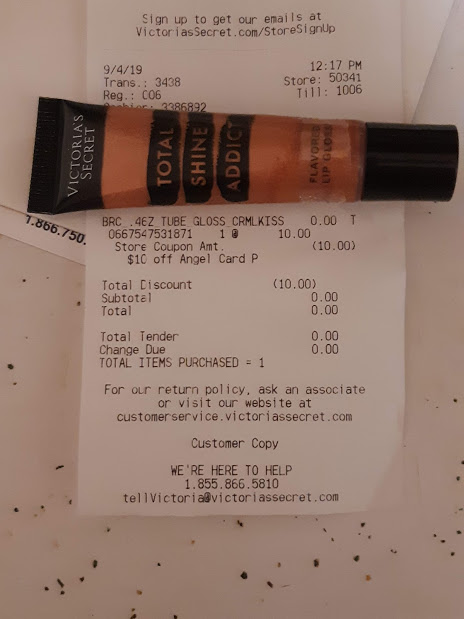 Sign up to get our emails at
VictoriasSecret.com/StoreSignUp
9/4/19 12:17 PM
Trans.: 3438 Store: 50341
Reg.: 006 Till: 1006
Cashier: 3386892
VICTORIA'S
SECRET
TOTAL
SHINE
ADDICT
FLAVORED
LIP GLOSS
1.866.750.
BRC .46Z TUBE GLOSS CRMLKISS 0.00 T
0667547531871 1 @ 10.00
Store Coupon Amt. (10.00)
$10 off Angel Card P
Total Discount (10.00)
Subtotal 0.00
Total 0.00
Total Tender 0.00
Change Due 0.00
TOTAL ITEMS PURCHASED = 1
For our return policy, ask an associate
or visit our website at
customerservice.victoriassecret.com
Customer Copy
WE'RE HERE TO HELP
1.855.866.5810
tellVictoria@victoriassecret.com